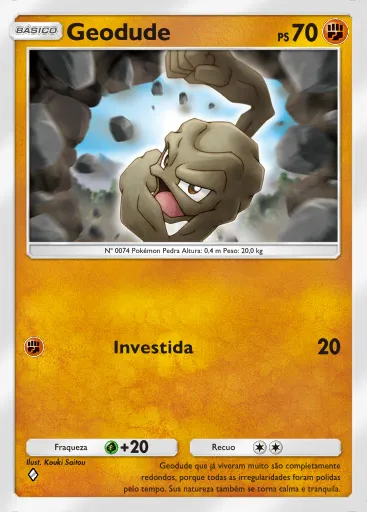 BÁSICO Geodude PS 70
Nº 0074 Pokémon Pedra Altura: 0,4 m Peso: 20,0 kg
Investida 20
Fraqueza +20 Recuo
Ilust. Kouki Saitou
Geodude que já viveram muito são completamente
redondos, porque todas as irregularidades foram polidas
pelo tempo. Sua natureza também se torna calma e tranquila.